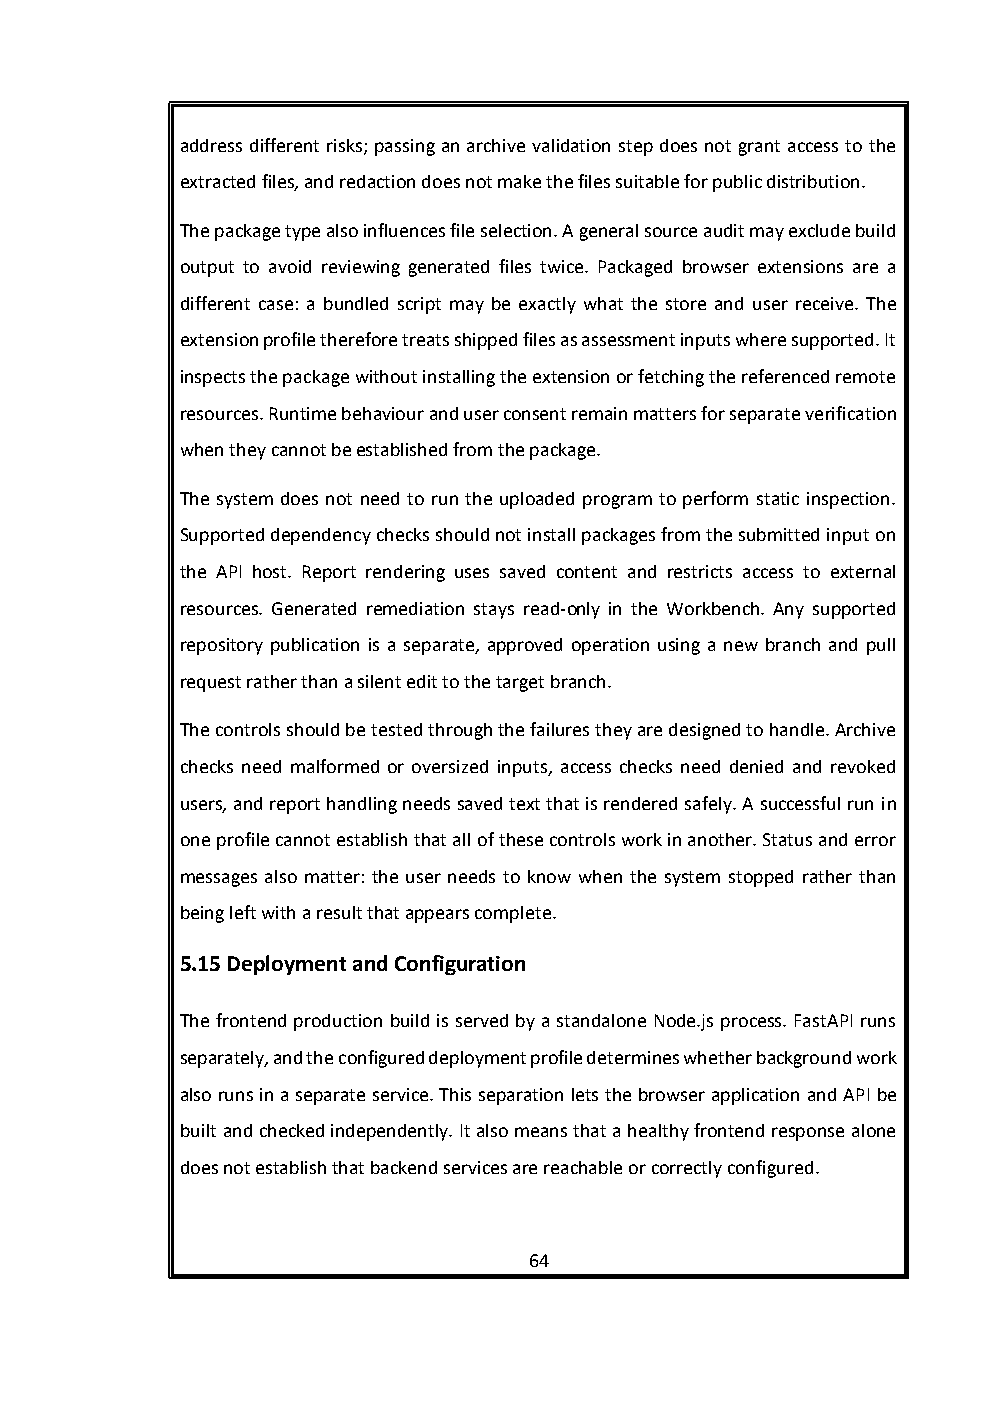 address different risks; passing an archive validation step does not grant access to the
extracted files, and redaction does not make the files suitable for public distribution.
The package type also influences file selection. A general source audit may exclude build
output to avoid reviewing generated files twice. Packaged browser extensions are a
different case: a bundled script may be exactly what the store and user receive. The
extension profile therefore treats shipped files as assessment inputs where supported. It
inspects the package without installing the extension or fetching the referenced remote
resources. Runtime behaviour and user consent remain matters for separate verification
when they cannot be established from the package.
The system does not need to run the uploaded program to perform static inspection.
Supported dependency checks should not install packages from the submitted input on
the API host. Report rendering uses saved content and restricts access to external
resources. Generated remediation stays read-only in the Workbench. Any supported
repository publication is a separate, approved operation using a new branch and pull
request rather than a silent edit to the target branch.
The controls should be tested through the failures they are designed to handle. Archive
checks need malformed or oversized inputs, access checks need denied and revoked
users, and report handling needs saved text that is rendered safely. A successful run in
one profile cannot establish that all of these controls work in another. Status and error
messages also matter: the user needs to know when the system stopped rather than
being left with a result that appears complete.
5.15 Deployment and Configuration
The frontend production build is served by a standalone Node.js process. FastAPI runs
separately, and the configured deployment profile determines whether background work
also runs in a separate service. This separation lets the browser application and API be
built and checked independently. It also means that a healthy frontend response alone
does not establish that backend services are reachable or correctly configured.
64